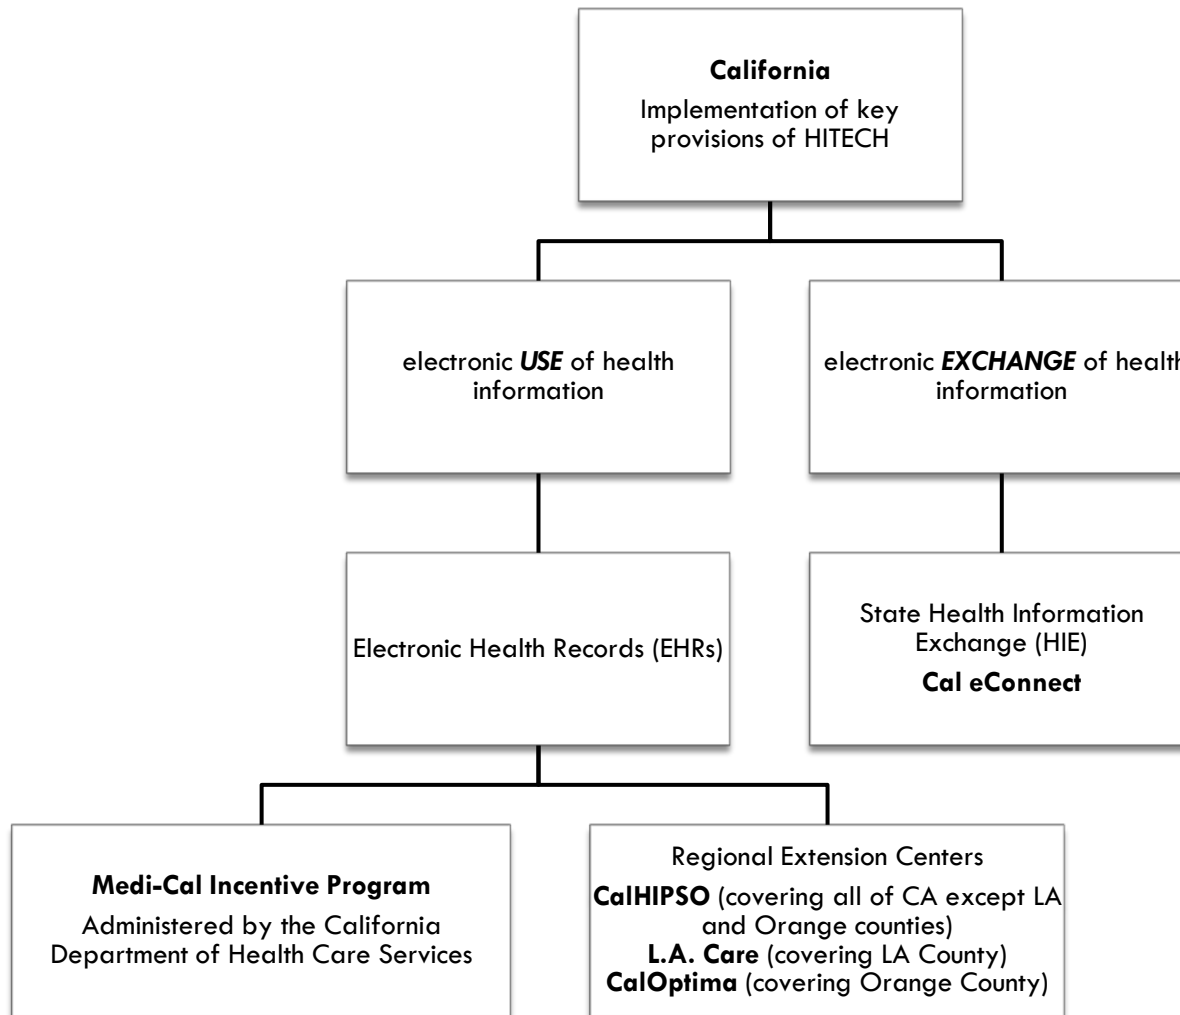 California
Implementation of key
provisions of HITECH
electronic USE of health
information
electronic EXCHANGE of health
information
Electronic Health Records (EHRs)
State Health Information
Exchange (HIE)
Cal eConnect
Medi-Cal Incentive Program
Administered by the California
Department of Health Care Services
Regional Extension Centers
CalHIPSO (covering all of CA except LA
and Orange counties)
L.A. Care (covering LA County)
CalOptima (covering Orange County)